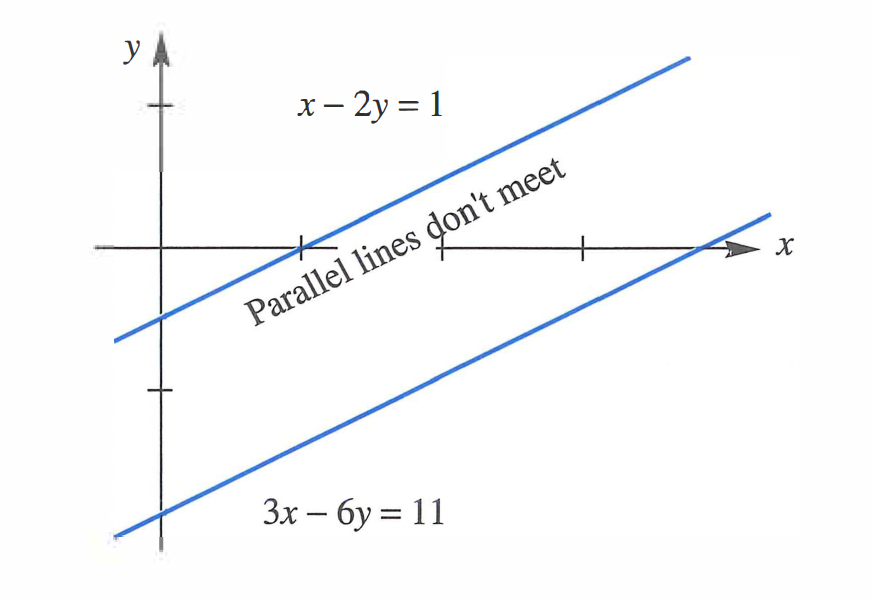 y
x − 2y = 1
Parallel lines don't meet
x
3x − 6y = 11